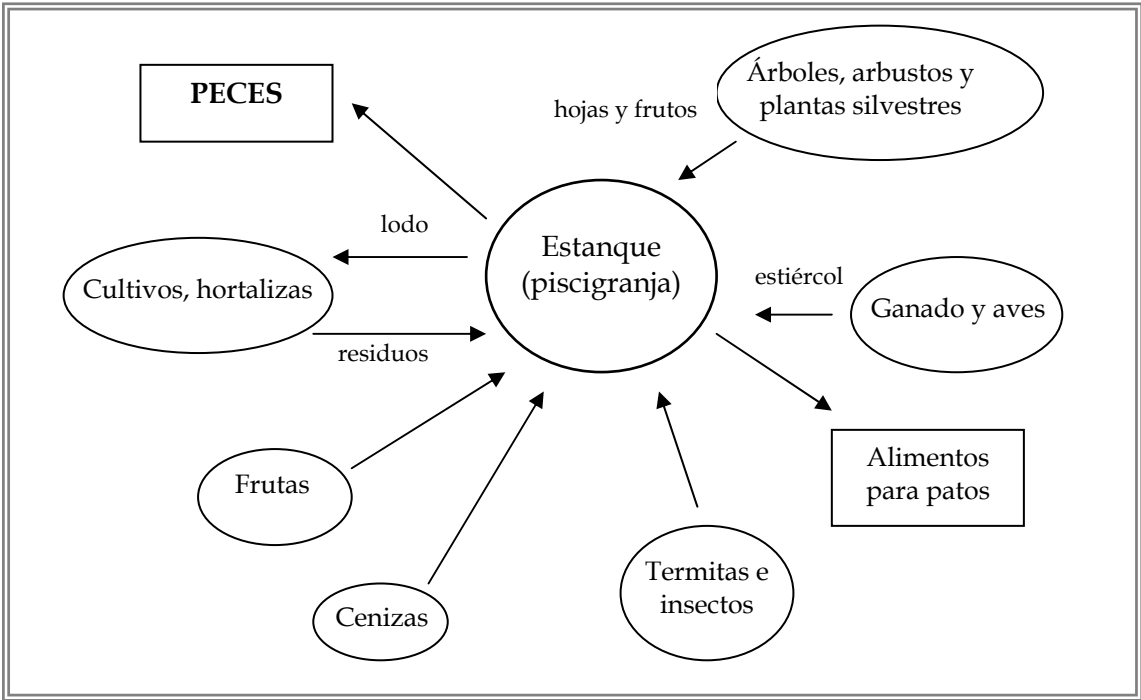 PECES
Árboles, arbustos y
plantas silvestres
hojas y frutos
lodo
Estanque
(piscigranja)
Cultivos, hortalizas
estiércol
Ganado y aves
residuos
Alimentos
para patos
Frutas
Termitas e
insectos
Cenizas